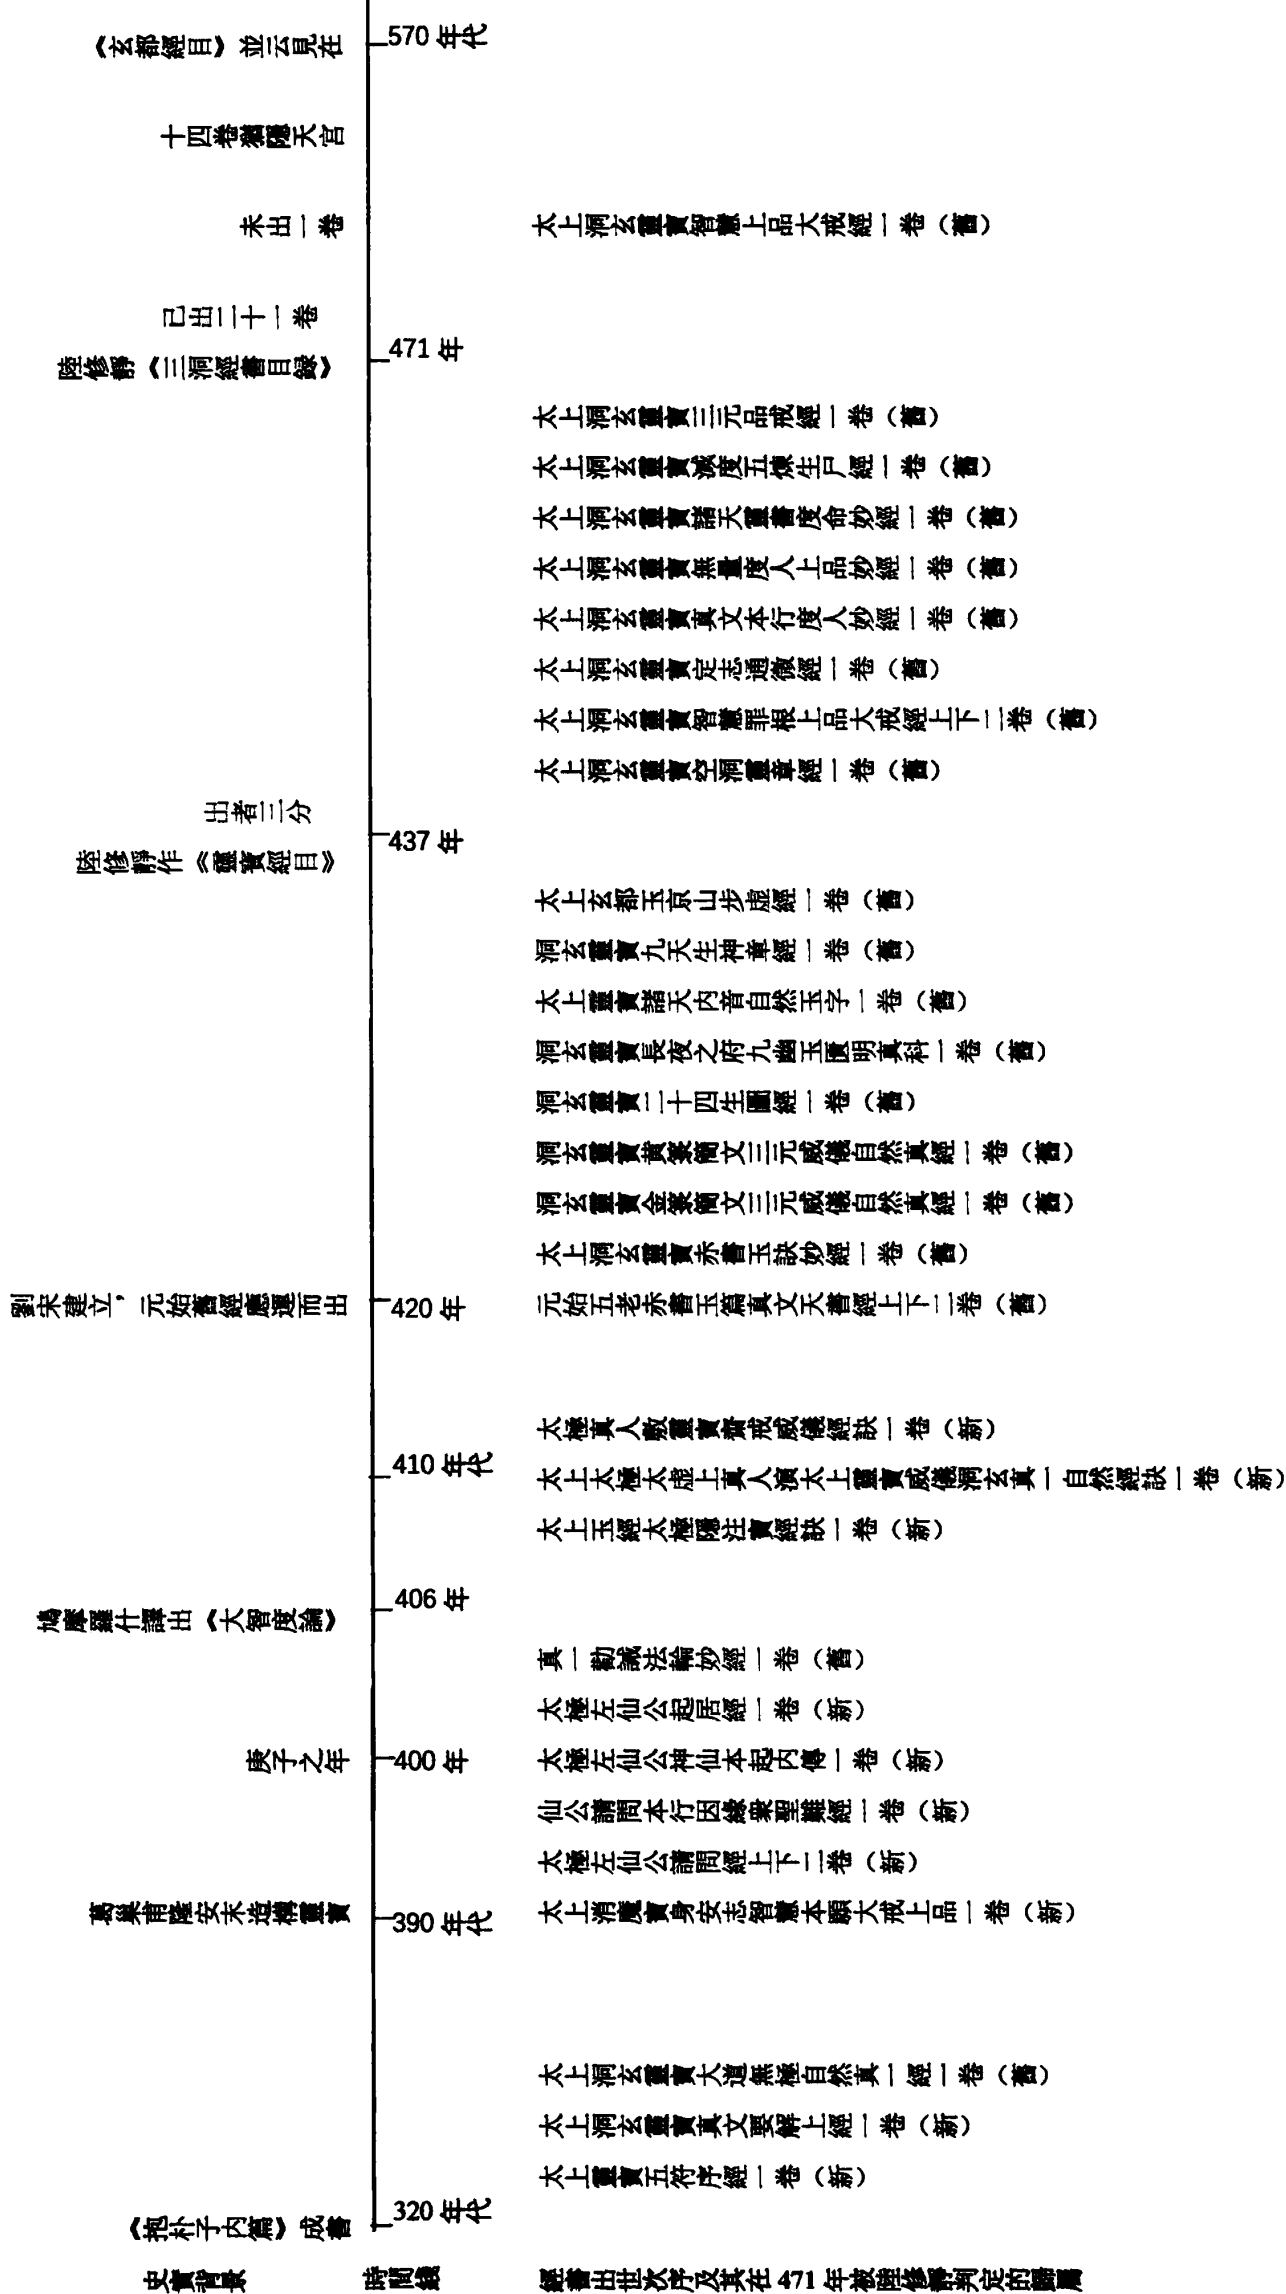 《玄都經目》並云見在
570 年代
十四卷猶隱天宮
未出一卷
太上洞玄靈寶智慧上品大戒經一卷（舊）
已出二十一卷
陸修靜《三洞經書目録》
471 年
太上洞玄靈寶三元品戒經一卷（舊）
太上洞玄靈寶滅度五煉生尸經一卷（舊）
太上洞玄靈寶諸天靈書度命妙經一卷（舊）
太上洞玄靈寶無量度人上品妙經一卷（舊）
太上洞玄靈寶真文本行度人妙經一卷（舊）
太上洞玄靈寶定志通微經一卷（舊）
太上洞玄靈寶智慧罪根上品大戒經上下二卷（舊）
太上洞玄靈寶空洞靈章經一卷（舊）
出者三分
437 年
陸修靜作《靈寶經目》
太上玄都玉京山步虛經一卷（舊）
洞玄靈寶九天生神章經一卷（舊）
太上靈寶諸天内音自然玉字一卷（舊）
洞玄靈寶長夜之府九幽玉匱明真科一卷（舊）
洞玄靈寶二十四生圖經一卷（舊）
洞玄靈寶黄籙簡文三元威儀自然真經一卷（舊）
洞玄靈寶金籙簡文三元威儀自然真經一卷（舊）
太上洞玄靈寶赤書玉訣妙經一卷（舊）
劉宋建立，元始舊經應運而出
420 年
元始五老赤書玉篇真文天書經上下二卷（舊）
太極真人敷靈寶齋戒威儀經訣一卷（新）
410 年代
太上太極太虛上真人演太上靈寶威儀洞玄真一自然經訣一卷（新）
太上玉經太極隱注寶經訣一卷（新）
406 年
鳩摩羅什譯出《大智度論》
真一勸誡法輪妙經一卷（舊）
太極左仙公起居經一卷（新）
庚子之年
400 年
太極左仙公神仙本起内傳一卷（新）
仙公請問本行因緣衆聖難經一卷（新）
太極左仙公請問經上下二卷（新）
葛巢甫隆安末造構靈寶
390 年代
太上消魔寶身安志智慧本願大戒上品一卷（新）
太上洞玄靈寶大道無極自然真一經一卷（舊）
太上洞玄靈寶真文要解上經一卷（新）
太上靈寶五符序經一卷（新）
320 年代
《抱朴子内篇》成書
史實背景
時間綫
經書出世次序及其在 471 年被陸修靜判定的歸屬